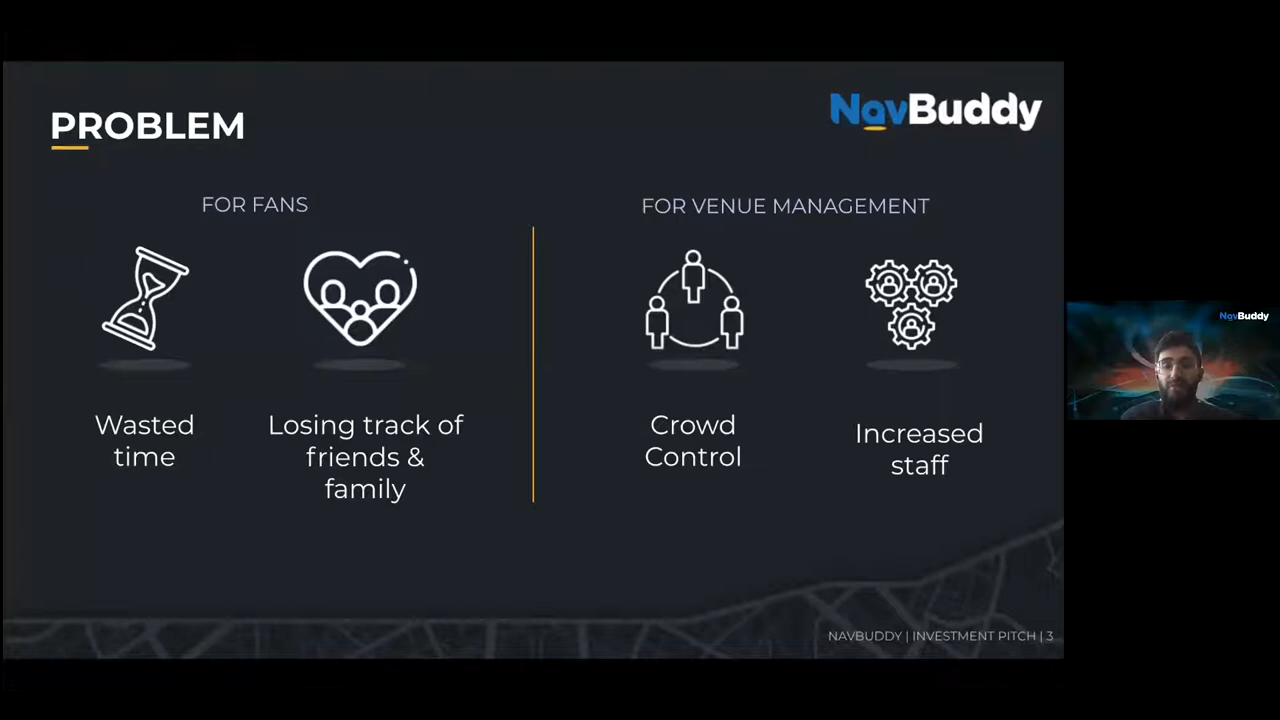 PROBLEM
NavBuddy
FOR FANS
FOR VENUE MANAGEMENT
Wasted
time
Losing track of
friends &
family
Crowd
Control
Increased
staff
NAVBUDDY | INVESTMENT PITCH | 3
NavBuddy